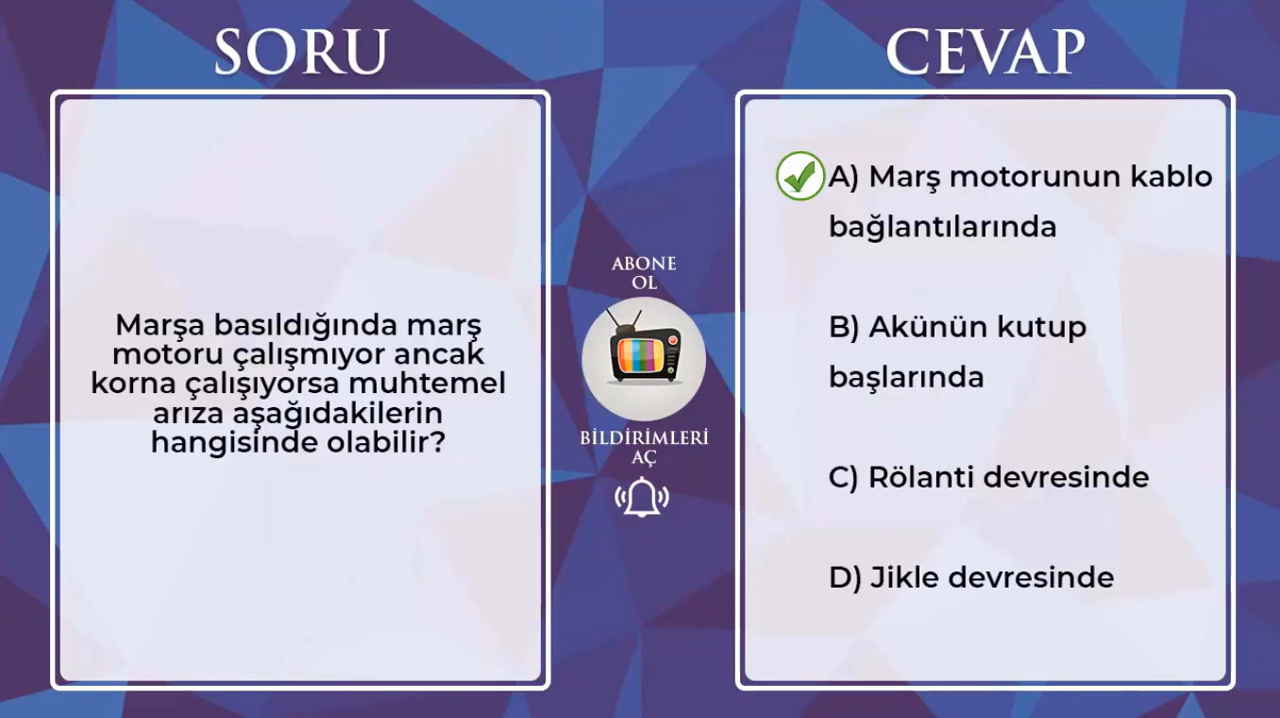 SORU
Marşa basıldığında marş
motoru çalışmıyor ancak
korna çalışıyorsa muhtemel
arıza aşağıdakilerin
hangisinde olabilir?
ABONE
OL
BİLDİRİMLERİ
AÇ
CEVAP
A) Marş motorunun kablo
bağlantılarında
B) Akünün kutup
başlarında
C) Rölanti devresinde
D) Jikle devresinde